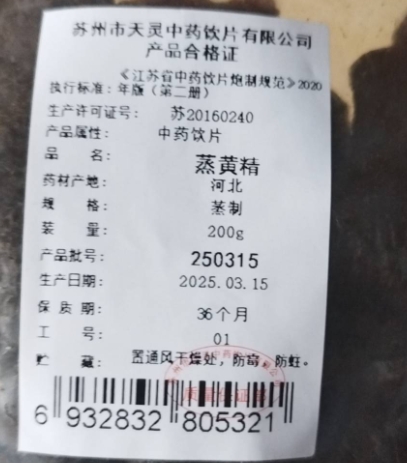 苏州市天灵中药饮片有限公司
产品合格证
《江苏省中药饮片炮制规范》2020
执行标准：年版（第二册）
生产许可证号：苏20160240
产品属性：中药饮片
品名：蒸黄精
药材产地：河北
规格：蒸制
装量：200g
产品批号：250315
生产日期：2025.03.15
保质期：36个月
工号：01
贮藏：置通风干燥处，防霉，防蛀。
6 932832 805321